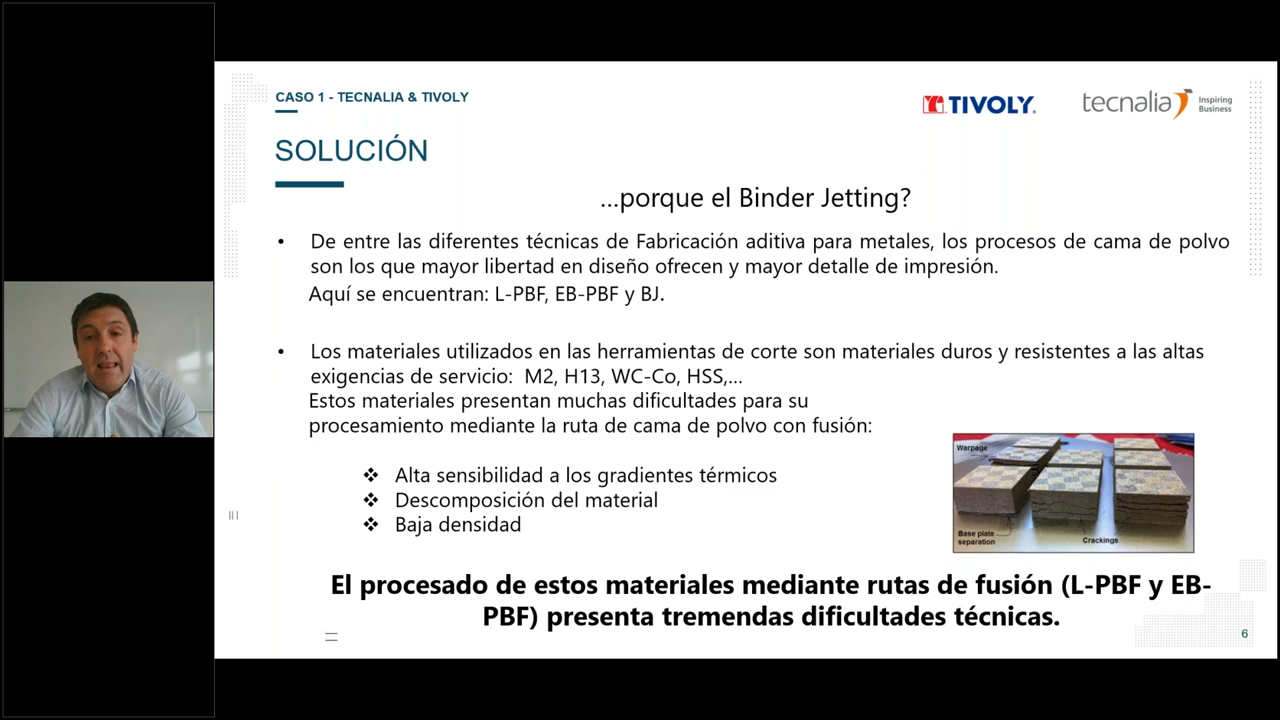 CASO 1 - TECNALIA & TIVOLY
TIVOLY
tecnalia
Inspiring
Business
SOLUCIÓN
...porque el Binder Jetting?
• De entre las diferentes técnicas de Fabricación aditiva para metales, los procesos de cama de polvo
son los que mayor libertad en diseño ofrecen y mayor detalle de impresión.
Aquí se encuentran: L-PBF, EB-PBF y BJ.
• Los materiales utilizados en las herramientas de corte son materiales duros y resistentes a las altas
exigencias de servicio: M2, H13, WC-Co, HSS,...
Estos materiales presentan muchas dificultades para su
procesamiento mediante la ruta de cama de polvo con fusión:
❖ Alta sensibilidad a los gradientes térmicos
❖ Descomposición del material
❖ Baja densidad
Warpage
Base plate
separation
Crackings
El procesado de estos materiales mediante rutas de fusión (L-PBF y EB-
PBF) presenta tremendas dificultades técnicas.
6